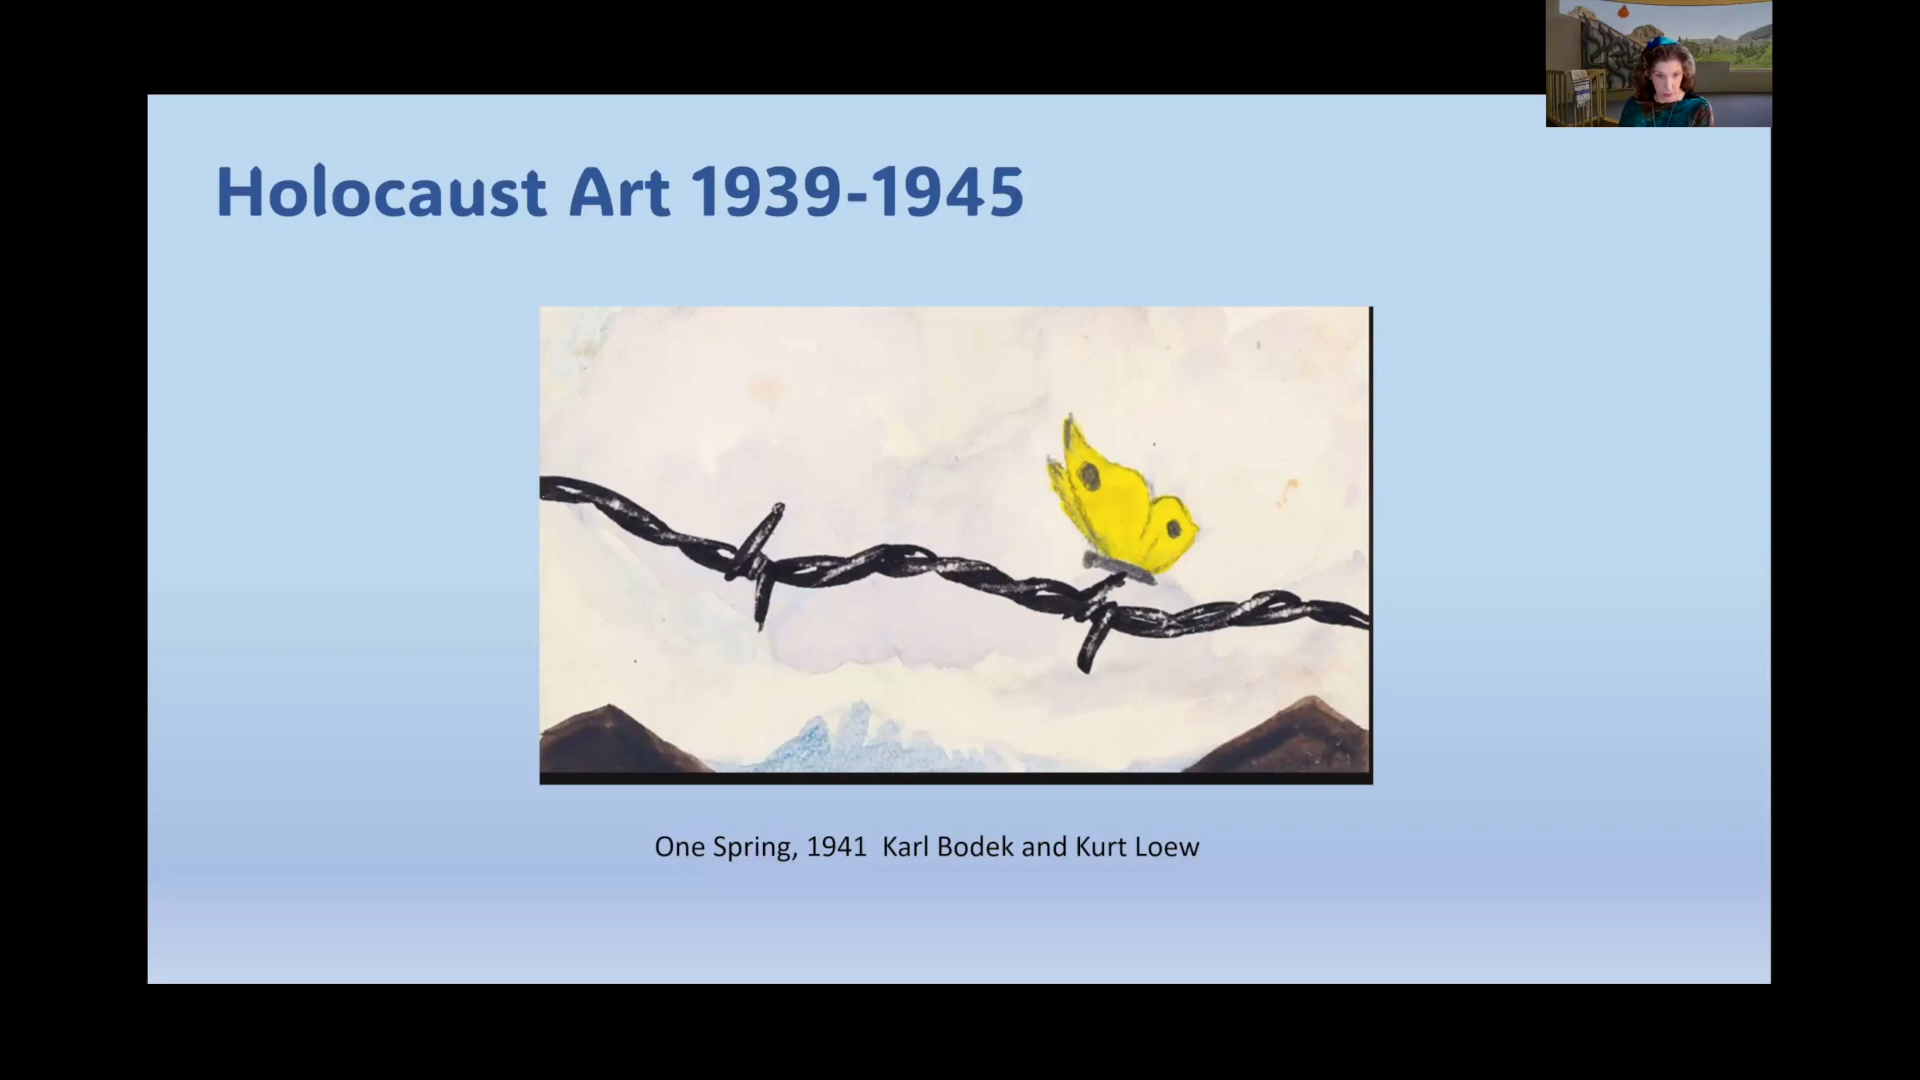 Holocaust Art 1939-1945
One Spring, 1941  Karl Bodek and Kurt Loew